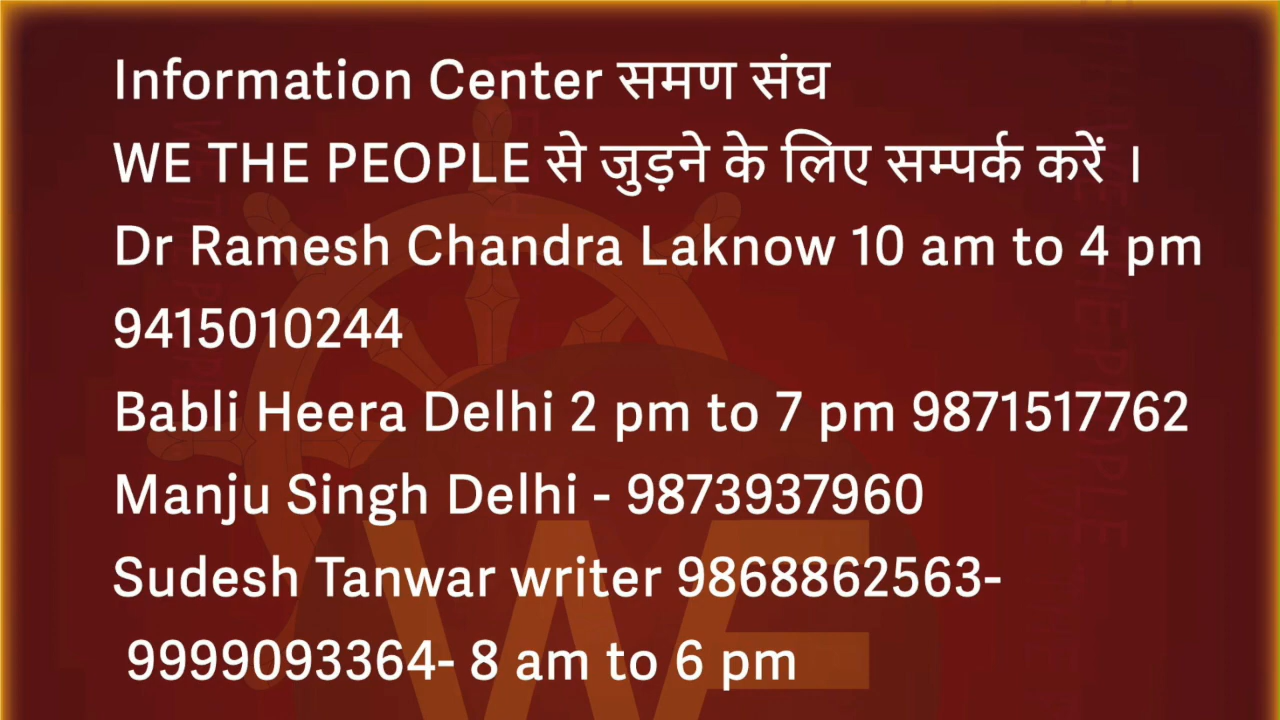 Information Center समण संघ
WE THE PEOPLE से जुड़ने के लिए सम्पर्क करें ।
Dr Ramesh Chandra Laknow 10 am to 4 pm
9415010244
Babli Heera Delhi 2 pm to 7 pm 9871517762
Manju Singh Delhi - 9873937960
Sudesh Tanwar writer 9868862563-
9999093364- 8 am to 6 pm
WE